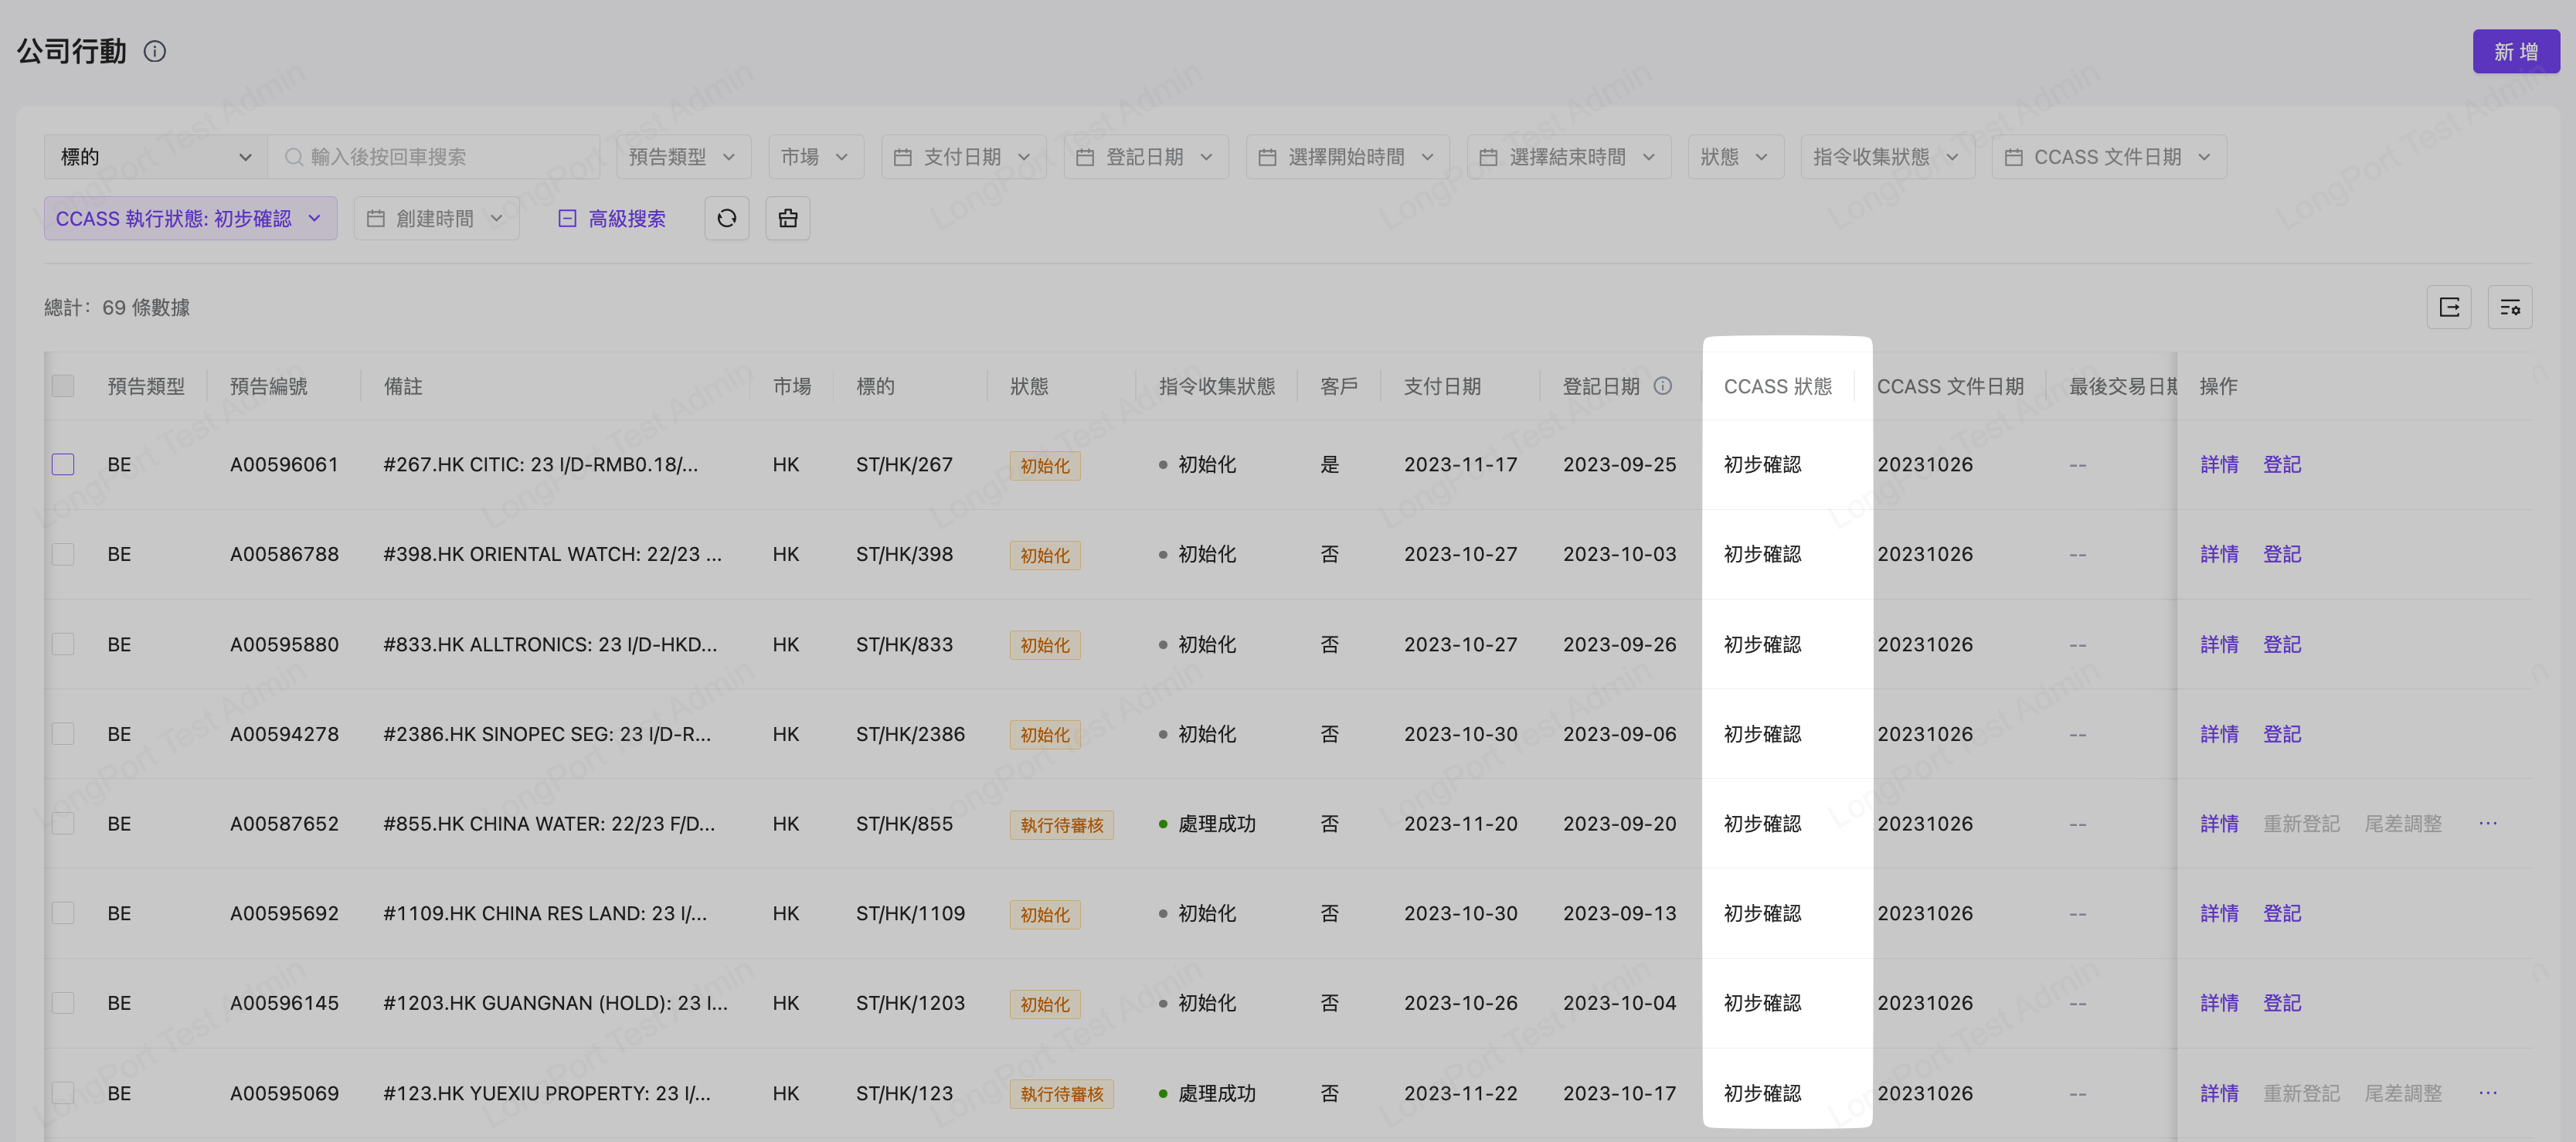 公司行動
新 增
標的 輸入後按回車搜索 預告類型 市場 支付日期 登記日期 選擇開始時間 選擇結束時間 狀態 指令收集狀態 CCASS 文件日期
CCASS 執行狀態: 初步確認 創建時間 高級搜索
總計: 69 條數據
預告類型 預告編號 備註 市場 標的 狀態 指令收集狀態 客戶 支付日期 登記日期 CCASS 狀態 CCASS 文件日期 最後交易日期 操作
BE A00596061 #267.HK CITIC: 23 I/D-RMB0.18/... HK ST/HK/267 初始化 初始化 是 2023-11-17 2023-09-25 初步確認 20231026 -- 詳情 登記
BE A00586788 #398.HK ORIENTAL WATCH: 22/23 ... HK ST/HK/398 初始化 初始化 否 2023-10-27 2023-10-03 初步確認 20231026 -- 詳情 登記
BE A00595880 #833.HK ALLTRONICS: 23 I/D-HKD... HK ST/HK/833 初始化 初始化 否 2023-10-27 2023-09-26 初步確認 20231026 -- 詳情 登記
BE A00594278 #2386.HK SINOPEC SEG: 23 I/D-R... HK ST/HK/2386 初始化 初始化 否 2023-10-30 2023-09-06 初步確認 20231026 -- 詳情 登記
BE A00587652 #855.HK CHINA WATER: 22/23 F/D... HK ST/HK/855 執行待審核 處理成功 否 2023-11-20 2023-09-20 初步確認 20231026 -- 詳情 重新登記 尾差調整 ...
BE A00595692 #1109.HK CHINA RES LAND: 23 I/... HK ST/HK/1109 初始化 初始化 否 2023-10-30 2023-09-13 初步確認 20231026 -- 詳情 登記
BE A00596145 #1203.HK GUANGNAN (HOLD): 23 I... HK ST/HK/1203 初始化 初始化 否 2023-10-26 2023-10-04 初步確認 20231026 -- 詳情 登記
BE A00595069 #123.HK YUEXIU PROPERTY: 23 I/... HK ST/HK/123 執行待審核 處理成功 否 2023-11-22 2023-10-17 初步確認 20231026 -- 詳情 重新登記 尾差調整 ...
LongPort Test Admin